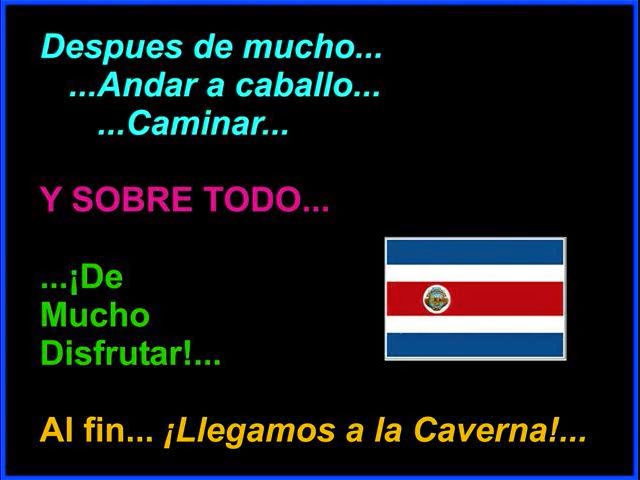 Despues de mucho...
...Andar a caballo...
...Caminar...
Y SOBRE TODO...
...¡De
Mucho
Disfrutar!...
Al fin... ¡Llegamos a la Caverna!...